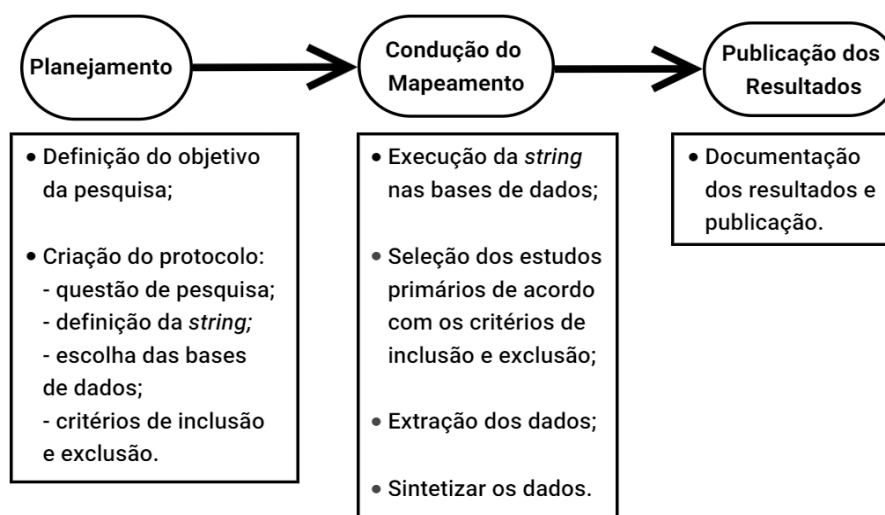 Planejamento
Condução do
Mapeamento
Publicação dos
Resultados
• Definição do objetivo
da pesquisa;
• Criação do protocolo:
- questão de pesquisa;
- definição da string;
- escolha das bases
de dados;
- critérios de inclusão
e exclusão.
• Execução da string
nas bases de dados;
• Seleção dos estudos
primários de acordo
com os critérios de
inclusão e exclusão;
• Extração dos dados;
• Sintetizar os dados.
• Documentação
dos resultados e
publicação.